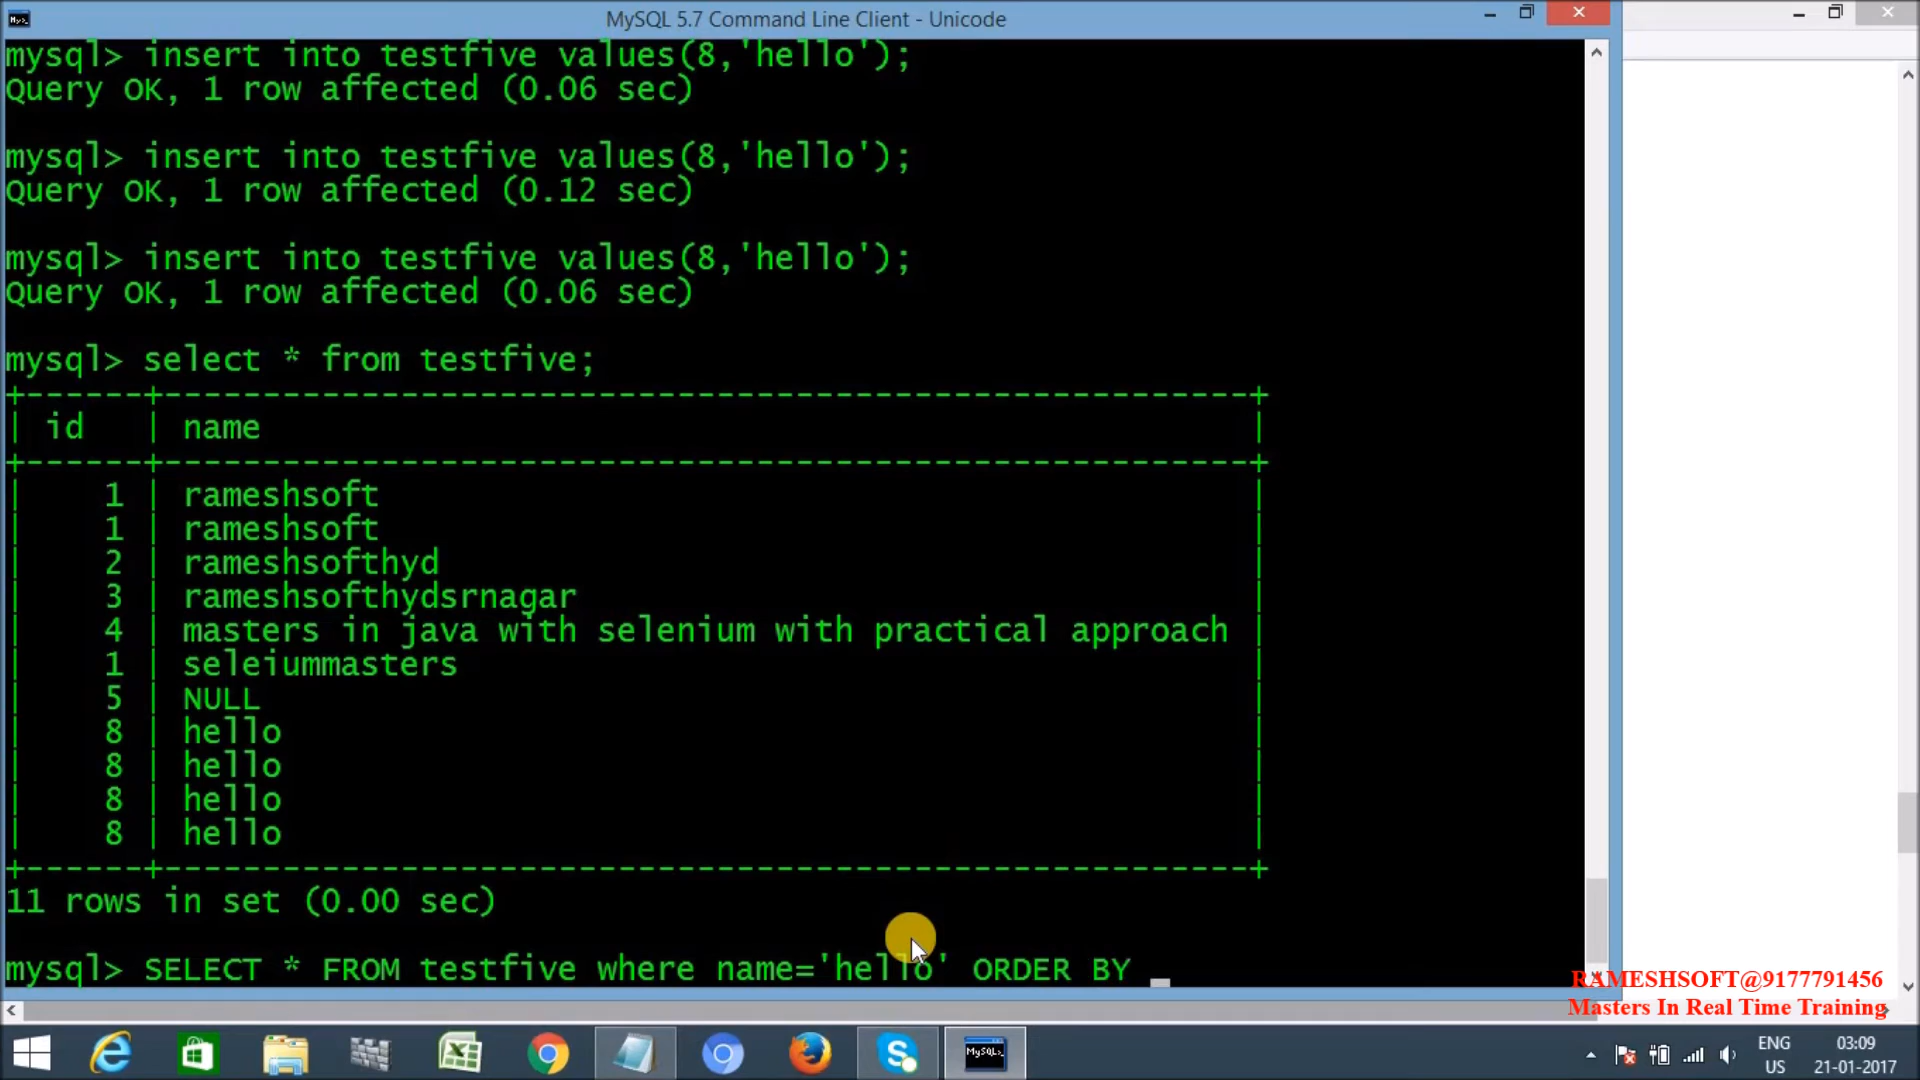 MySQL 5.7 Command Line Client - Unicode
mysql> insert into testfive values(8,'hello');
Query OK, 1 row affected (0.06 sec)
mysql> insert into testfive values(8,'hello');
Query OK, 1 row affected (0.12 sec)
mysql> insert into testfive values(8,'hello');
Query OK, 1 row affected (0.06 sec)
mysql> select * from testfive;
+------+------------------------------------------------------+
| id | name |
+------+------------------------------------------------------+
| 1 | rameshsoft |
| 1 | rameshsoft |
| 2 | rameshsofthyd |
| 3 | rameshsofthydsrnagar |
| 4 | masters in java with selenium with practical approach |
| 1 | seleiummasters |
| 5 | NULL |
| 8 | hello |
| 8 | hello |
| 8 | hello |
| 8 | hello |
+------+------------------------------------------------------+
11 rows in set (0.00 sec)
mysql> SELECT * FROM testfive where name='hello' ORDER BY _
RAMESHSOFT@9177791456
Masters In Real Time Training
MySQL>
ENG 03:09
US 21-01-2017